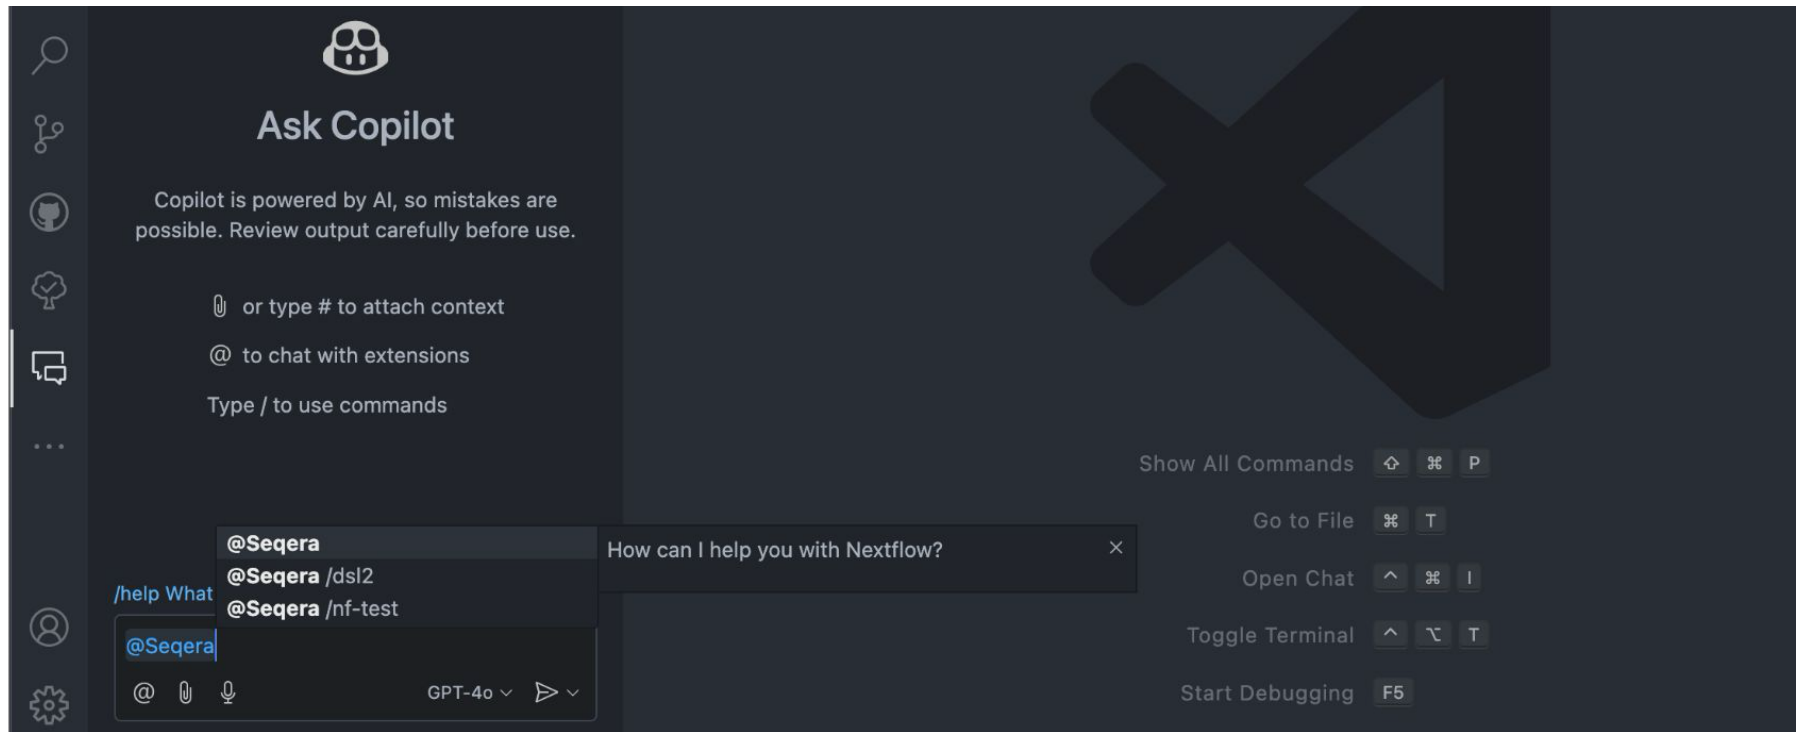 Ask Copilot
Copilot is powered by AI, so mistakes are
possible. Review output carefully before use.
or type # to attach context
@ to chat with extensions
Type / to use commands
@Seqera
@Seqera /dsl2
@Seqera /nf-test
How can I help you with Nextflow?
/help What
@Seqera
@
GPT-4o
Show All Commands ⇧ ⌘ P
Go to File ⌘ T
Open Chat ^ ⌘ I
Toggle Terminal ^ ⌥ T
Start Debugging F5